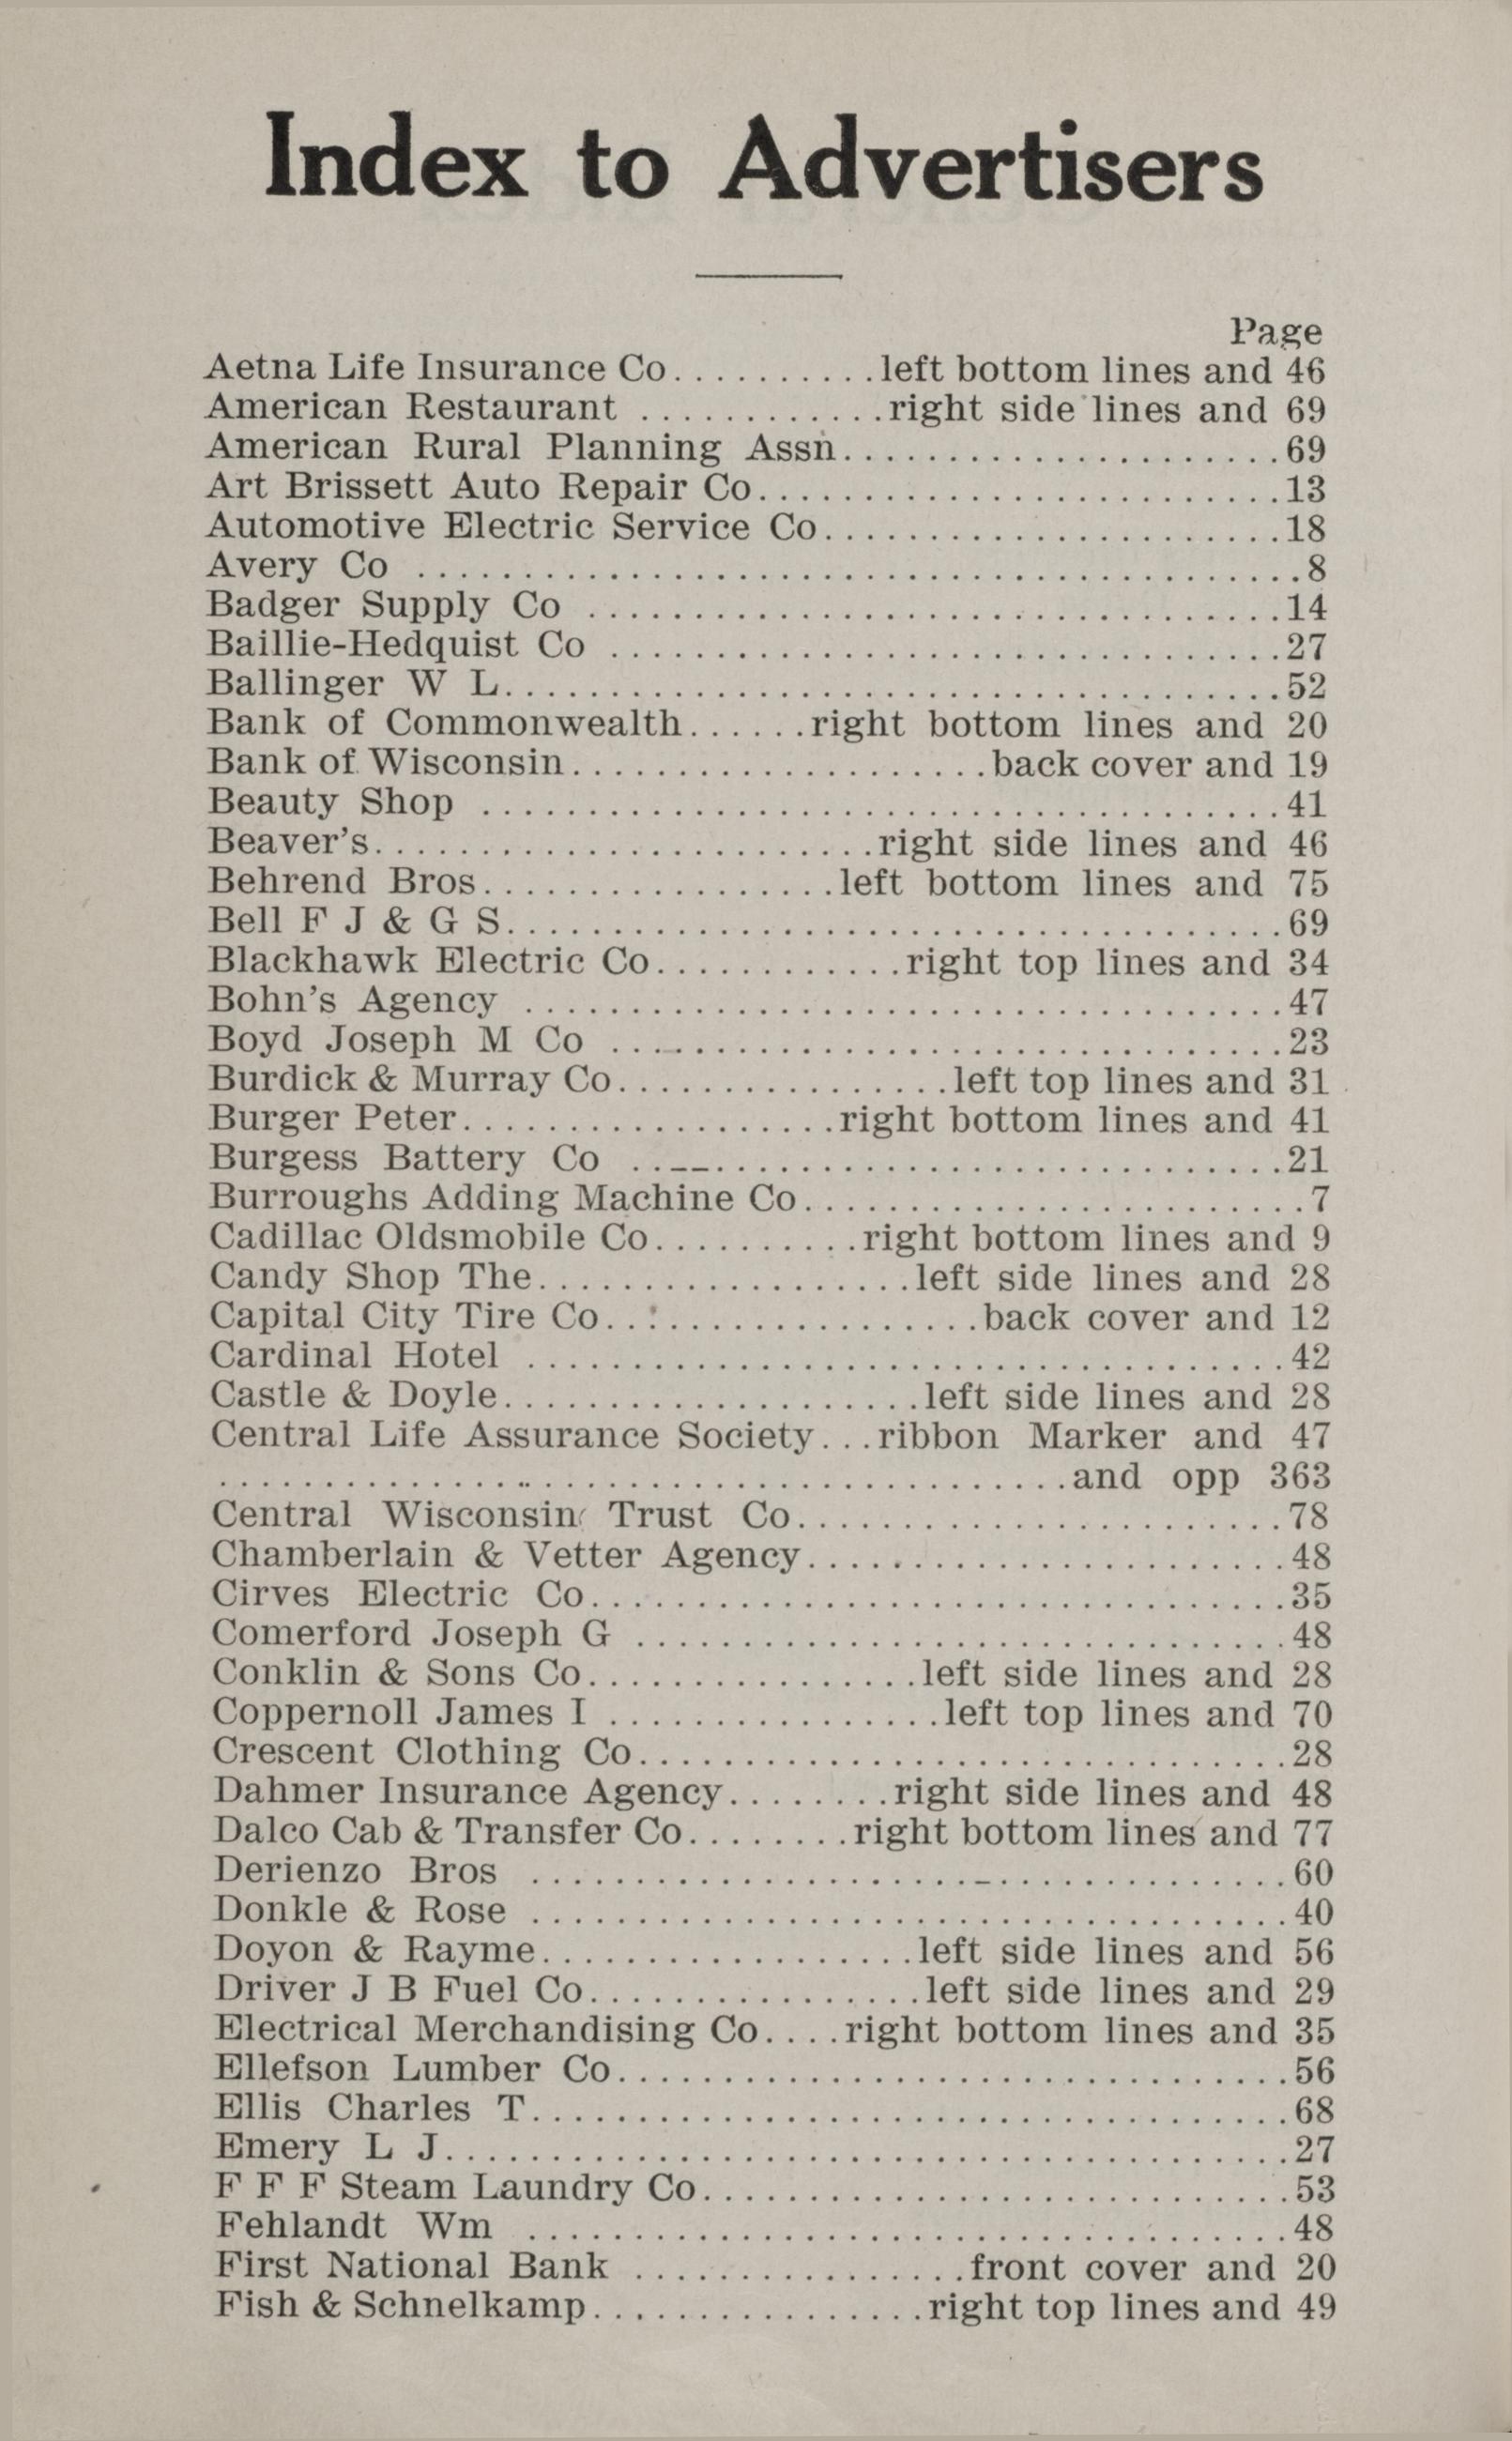 Index to Advertisers
Page
Aetna Life Insurance Co...........left bottom lines and 46
American Restaurant ............right side lines and 69
American Rural Planning Assn.....................69
Art Brissett Auto Repair Co.........................13
Automotive Electric Service Co......................18
Avery Co ..........................................8
Badger Supply Co .................................14
Baillie-Hedquist Co ................................27
Ballinger W L.....................................52
Bank of Commonwealth......right bottom lines and 20
Bank of Wisconsin....................back cover and 19
Beauty Shop ......................................41
Beaver's........................right side lines and 46
Behrend Bros.................left bottom lines and 75
Bell F J & G S.....................................69
Blackhawk Electric Co............right top lines and 34
Bohn's Agency ....................................47
Boyd Joseph M Co ................................23
Burdick & Murray Co................left top lines and 31
Burger Peter..................right bottom lines and 41
Burgess Battery Co ..__...........................21
Burroughs Adding Machine Co........................7
Cadillac Oldsmobile Co..........right bottom lines and 9
Candy Shop The..................left side lines and 28
Capital City Tire Co..................back cover and 12
Cardinal Hotel ....................................42
Castle & Doyle....................left side lines and 28
Central Life Assurance Society...ribbon Marker and 47
........................................and opp 363
Central Wisconsin Trust Co.......................78
Chamberlain & Vetter Agency.......................48
Cirves Electric Co.................................35
Comerford Joseph G ...............................48
Conklin & Sons Co................left side lines and 28
Coppernoll James I ................left top lines and 70
Crescent Clothing Co...............................28
Dahmer Insurance Agency........right side lines and 48
Dalco Cab & Transfer Co........right bottom lines and 77
Derienzo Bros ....................................60
Donkle & Rose ....................................40
Doyon & Rayme..................left side lines and 56
Driver J B Fuel Co................left side lines and 29
Electrical Merchandising Co....right bottom lines and 35
Ellefson Lumber Co................................56
Ellis Charles T....................................68
Emery L J........................................27
F F F Steam Laundry Co............................53
Fehlandt Wm ....................................48
First National Bank ................front cover and 20
Fish & Schnelkamp................right top lines and 49